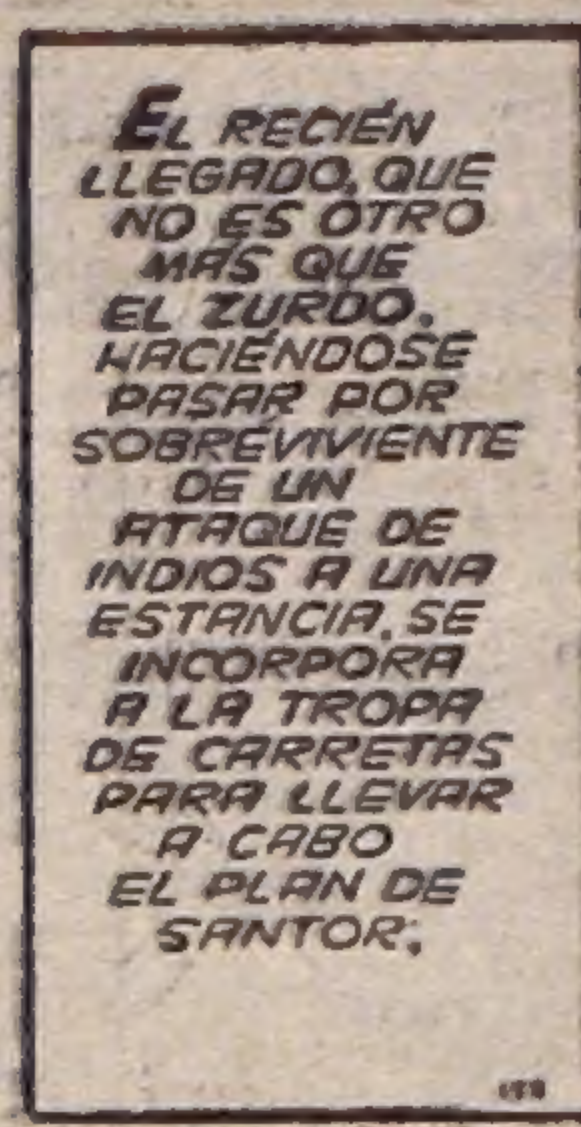 EL RECIÉN
LLEGADO, QUE
NO ES OTRO
MAS QUE
EL ZURDO,
HACIÉNDOSE
PASAR POR
SOBREVIVIENTE
DE UN
ATAQUE DE
INDIOS A UNA
ESTANCIA, SE
INCORPORA
A LA TROPA
DE CARRETAS
PARA LLEVAR
A CABO
EL PLAN DE
SANTOR;